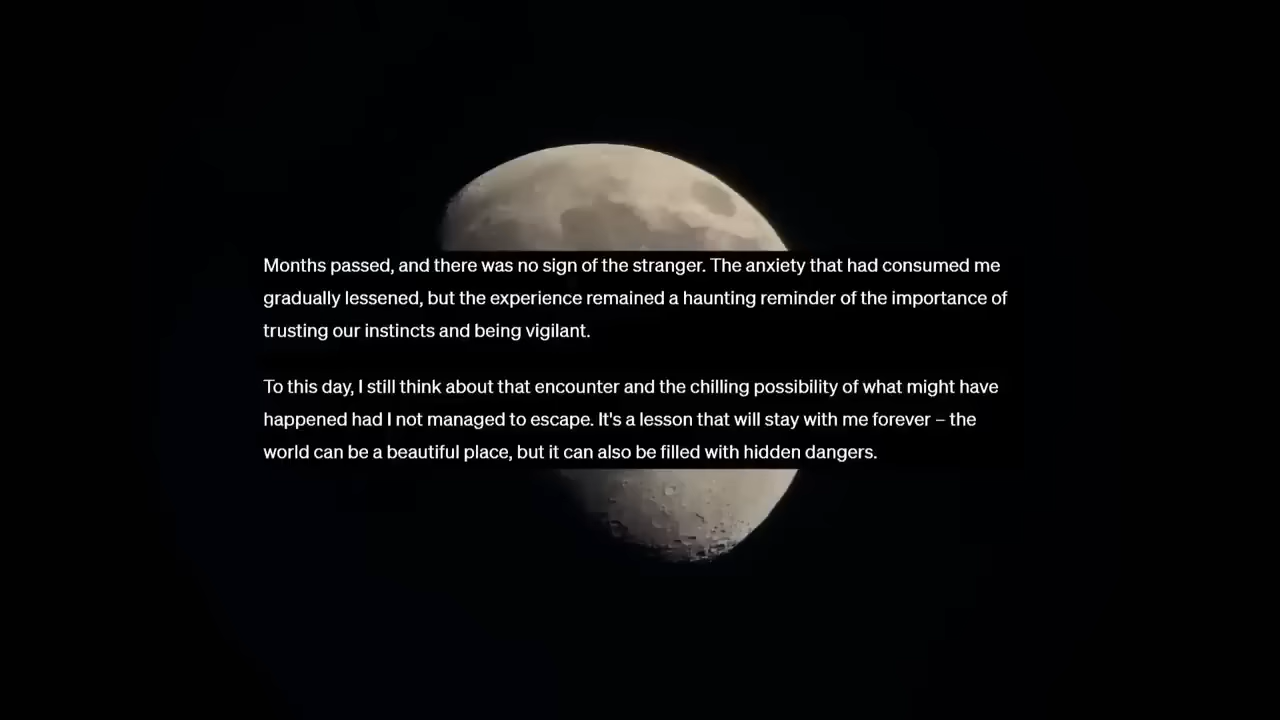 Months passed, and there was no sign of the stranger. The anxiety that had consumed me
gradually lessened, but the experience remained a haunting reminder of the importance of
trusting our instincts and being vigilant.
To this day, I still think about that encounter and the chilling possibility of what might have
happened had I not managed to escape. It's a lesson that will stay with me forever – the
world can be a beautiful place, but it can also be filled with hidden dangers.